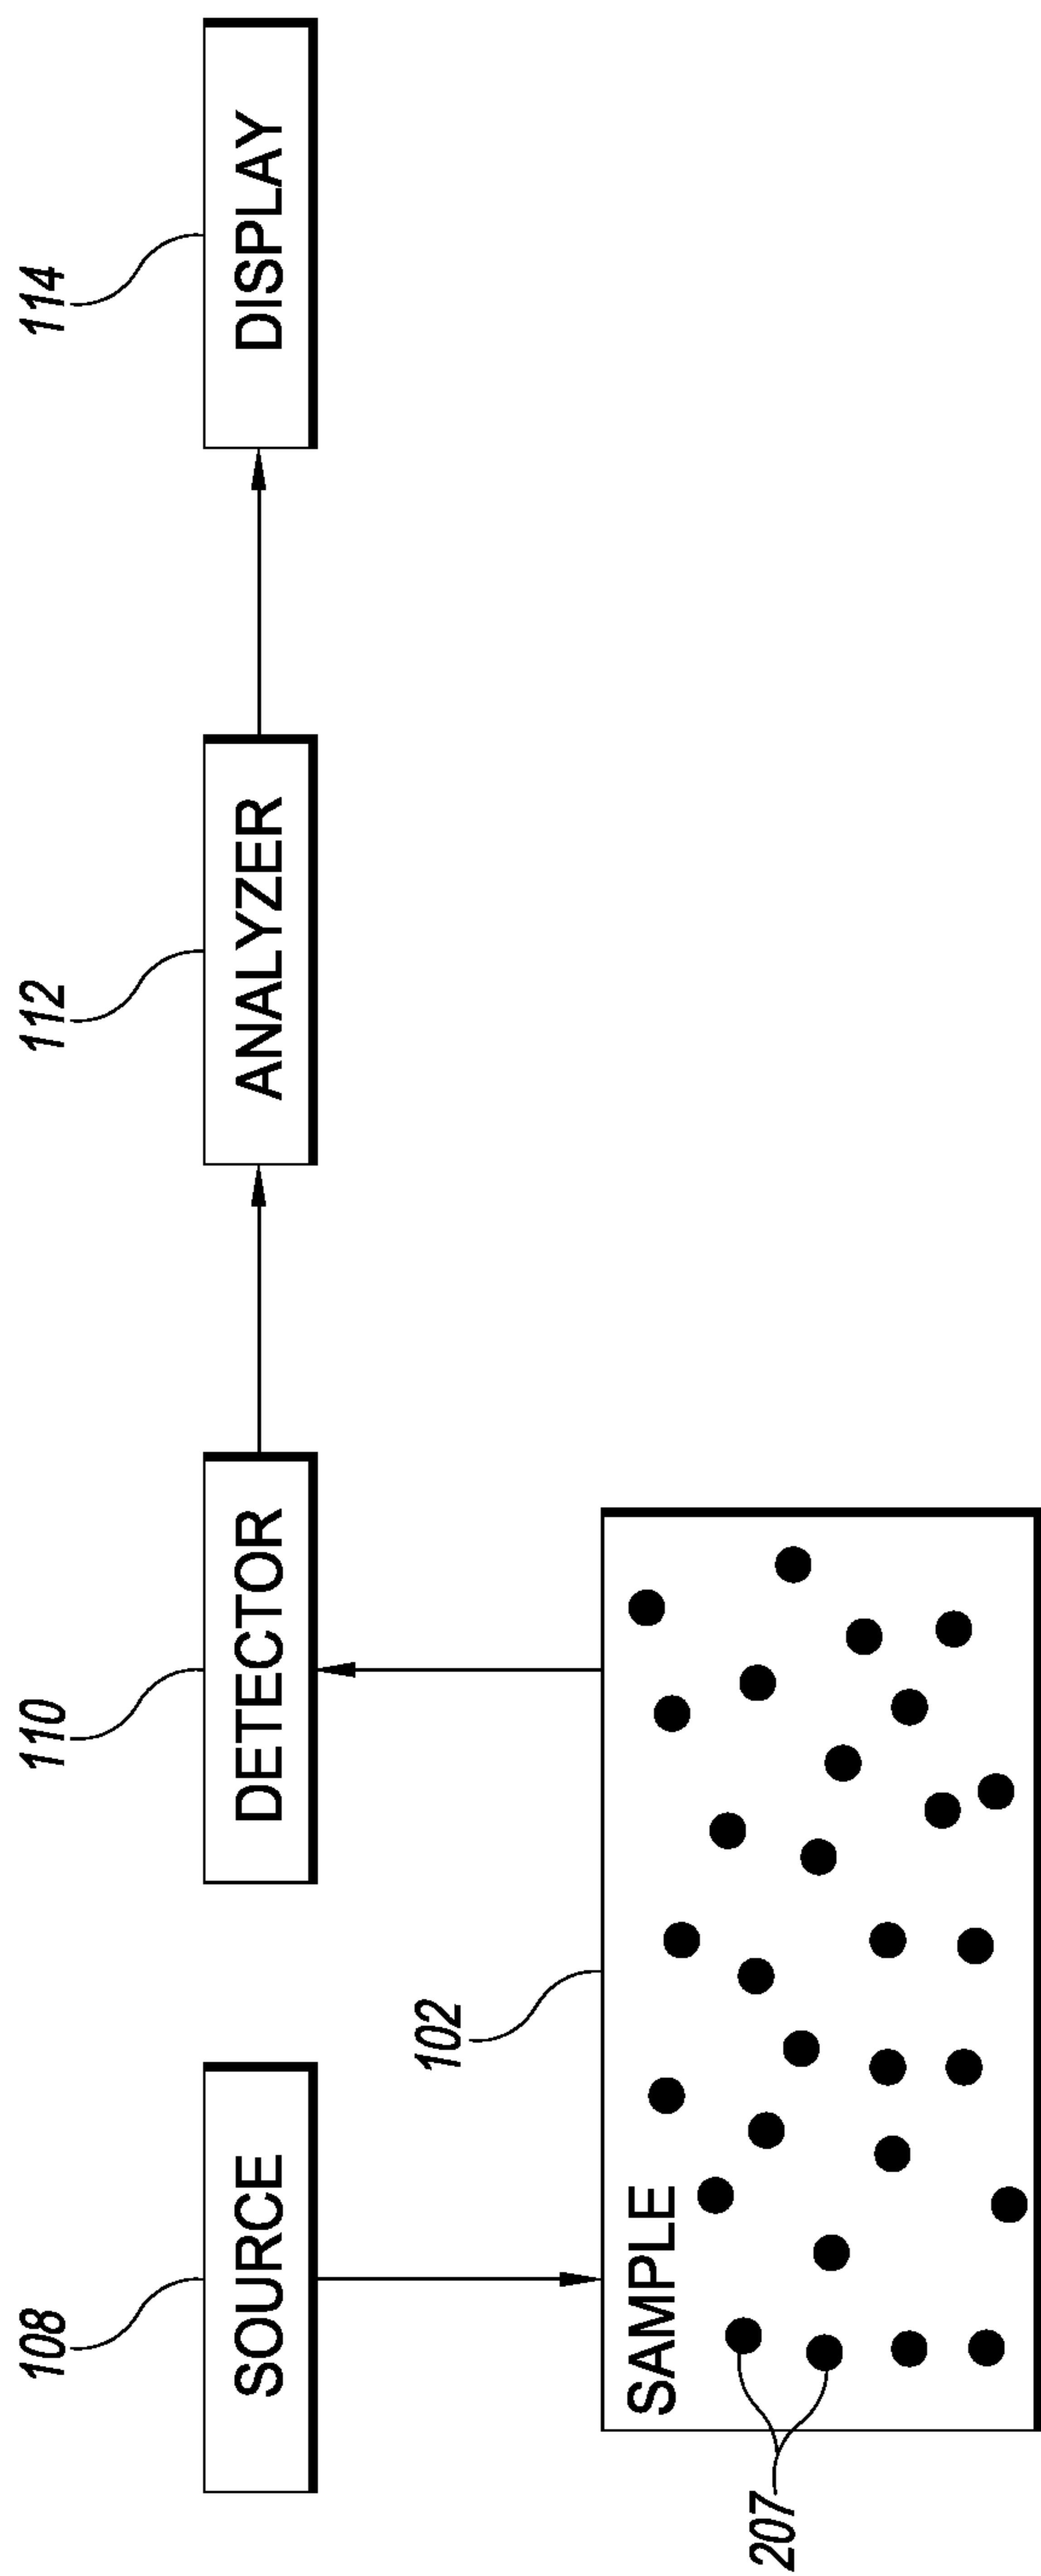 108
110
112
114
SOURCE
DETECTOR
ANALYZER
DISPLAY
102
SAMPLE
207